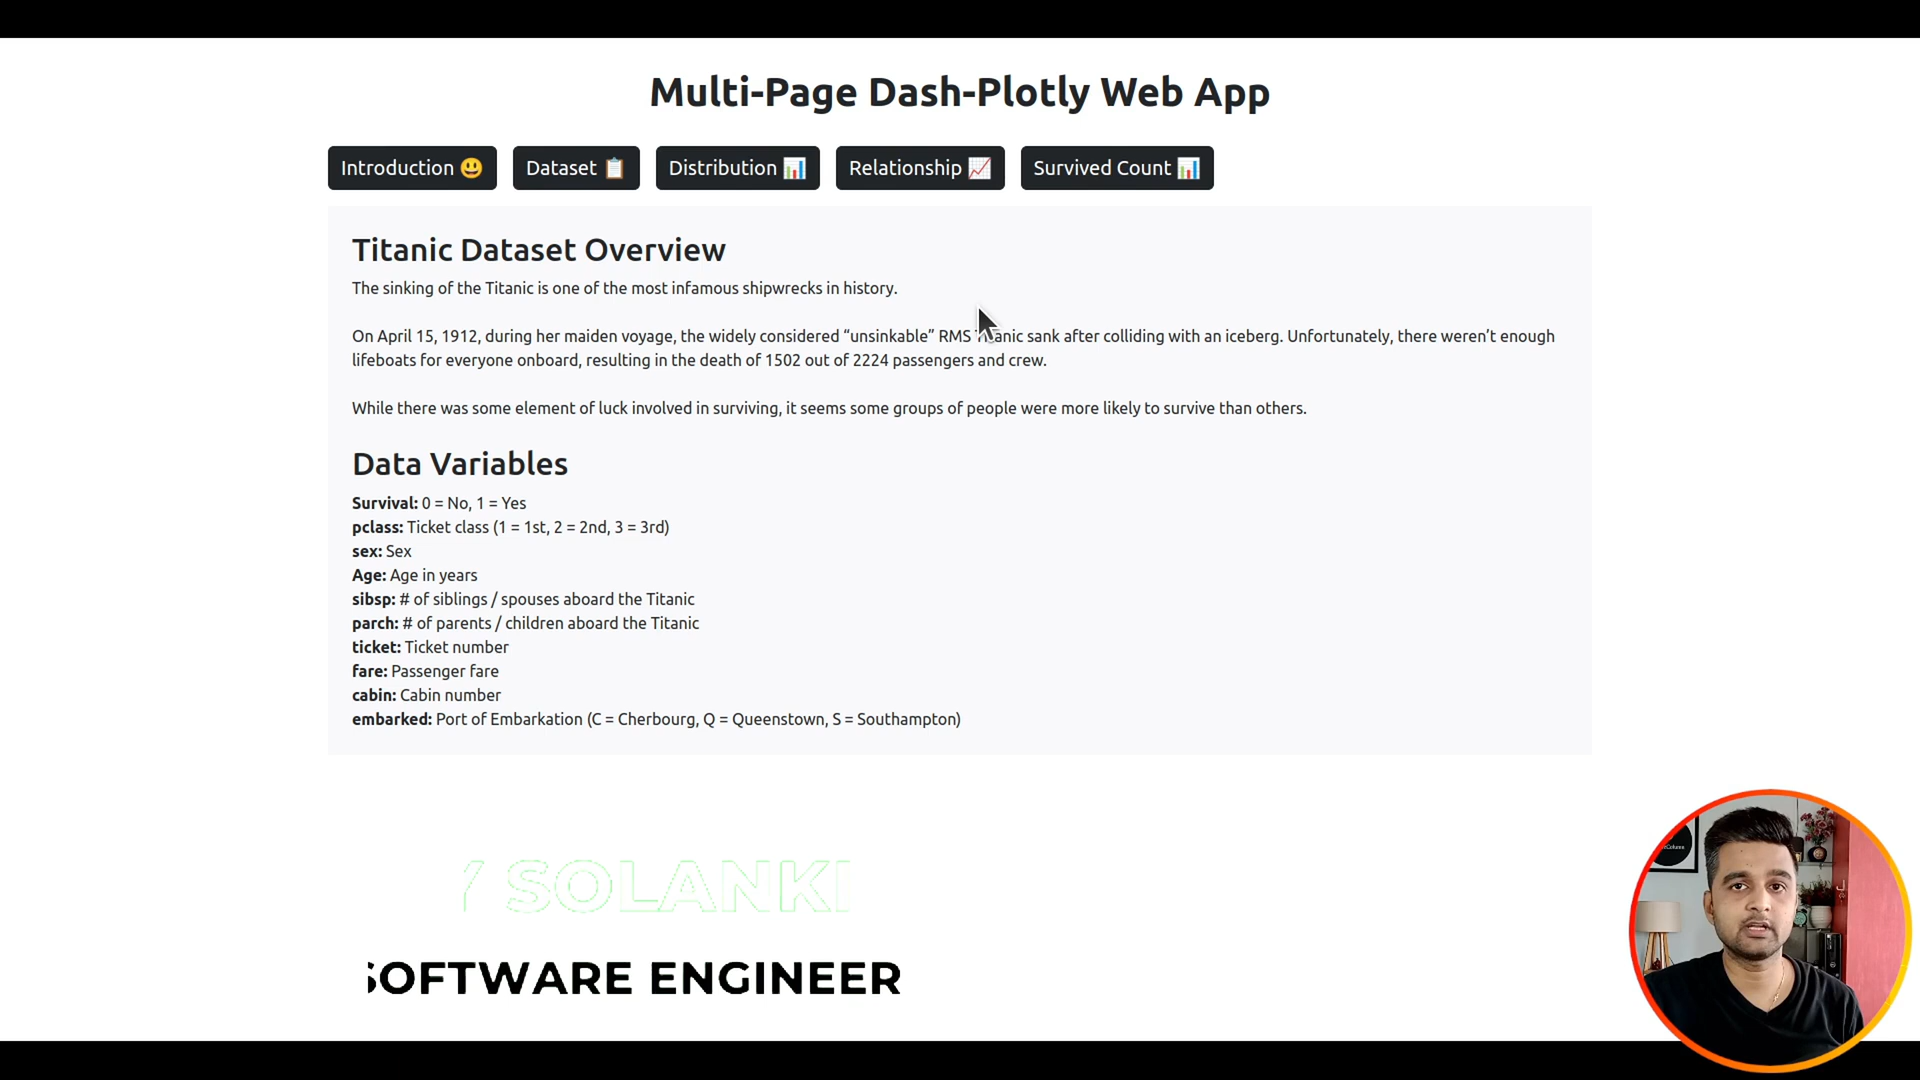 Multi-Page Dash-Plotly Web App
Introduction 😃 Dataset 📋 Distribution 📊 Relationship 📈 Survived Count 📊
Titanic Dataset Overview
The sinking of the Titanic is one of the most infamous shipwrecks in history.
On April 15, 1912, during her maiden voyage, the widely considered “unsinkable” RMS Titanic sank after colliding with an iceberg. Unfortunately, there weren’t enough
lifeboats for everyone onboard, resulting in the death of 1502 out of 2224 passengers and crew.
While there was some element of luck involved in surviving, it seems some groups of people were more likely to survive than others.
Data Variables
Survival: 0 = No, 1 = Yes
pclass: Ticket class (1 = 1st, 2 = 2nd, 3 = 3rd)
sex: Sex
Age: Age in years
sibsp: # of siblings / spouses aboard the Titanic
parch: # of parents / children aboard the Titanic
ticket: Ticket number
fare: Passenger fare
cabin: Cabin number
embarked: Port of Embarkation (C = Cherbourg, Q = Queenstown, S = Southampton)
Y SOLANKI
SOFTWARE ENGINEER